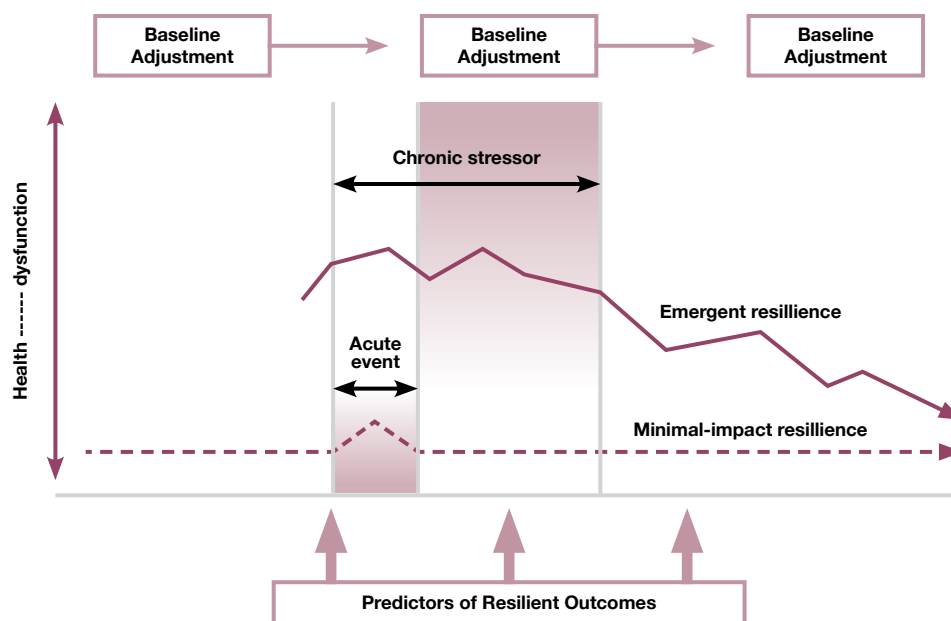 Baseline
Adjustment
Baseline
Adjustment
Baseline
Adjustment
Chronic stressor
Health ------ dysfunction
Emergent resillience
Acute
event
Minimal-impact resillience
Predictors of Resilient Outcomes